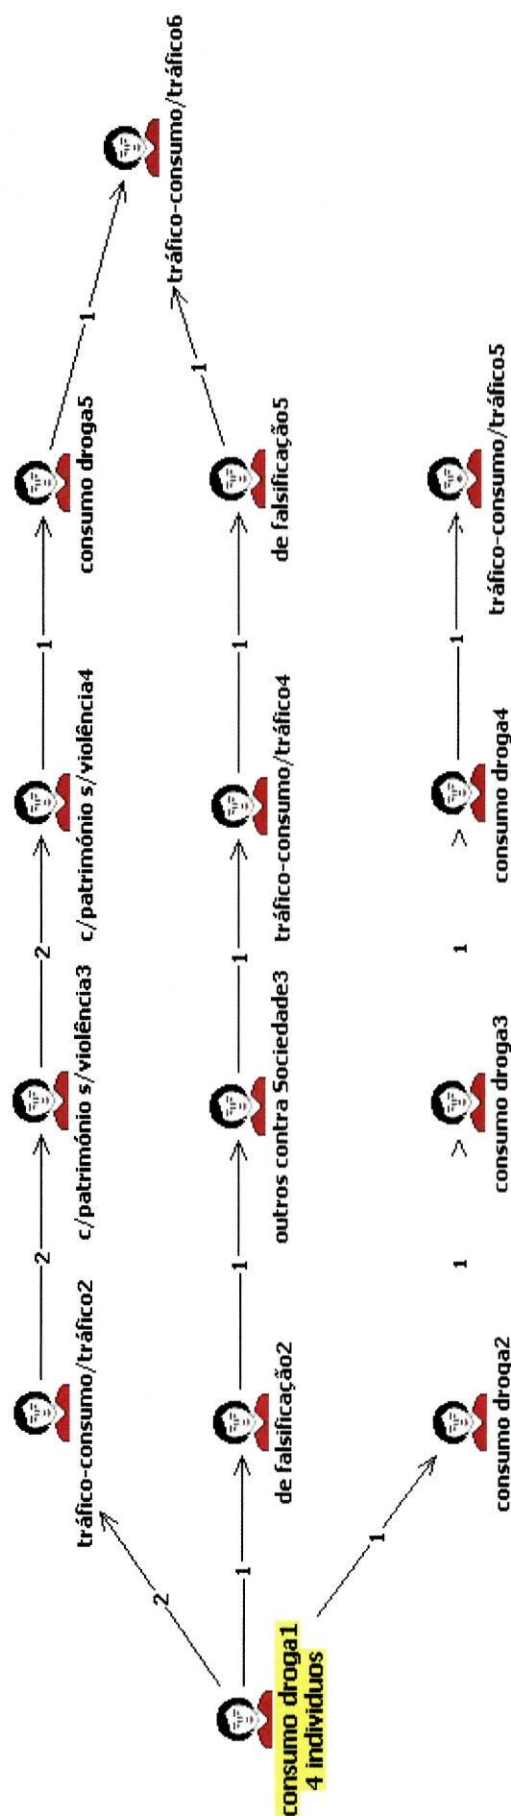 consumo droga1
4 individuos
2
1
1
tráfico-consumo/tráfico2
2
c/património s/violência3
2
c/património s/violência4
1
consumo droga5
1
tráfico-consumo/tráfico6
de falsificação2
1
outros contra Sociedade3
1
tráfico-consumo/tráfico4
1
de falsificação5
1
consumo droga2
1
consumo droga3
1
consumo droga4
1
tráfico-consumo/tráfico5